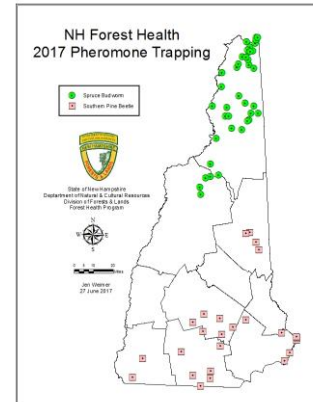 NH Forest Health
2017 Pheromone Trapping
Spruce Budworm
Southern Pine Beetle
State of New Hampshire
Department of Natural & Cultural Resources
Division of Forests & Lands
Forest Health Program
N
W
E
S
Miles
Jen Weimer
27 June 2017